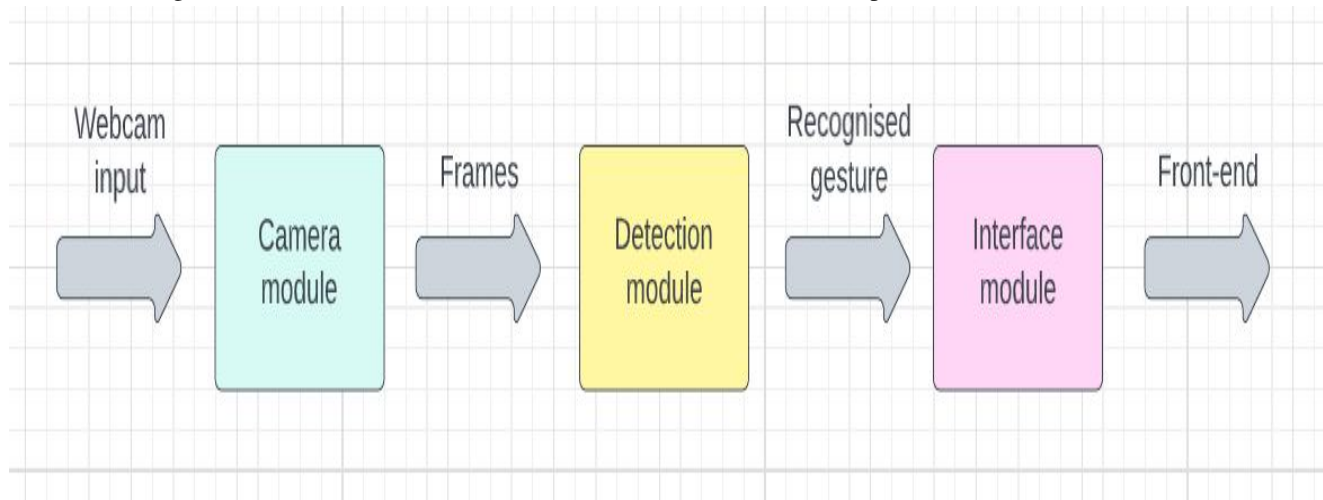 Webcam
input
Camera
module
Frames
Detection
module
Recognised
gesture
Interface
module
Front-end